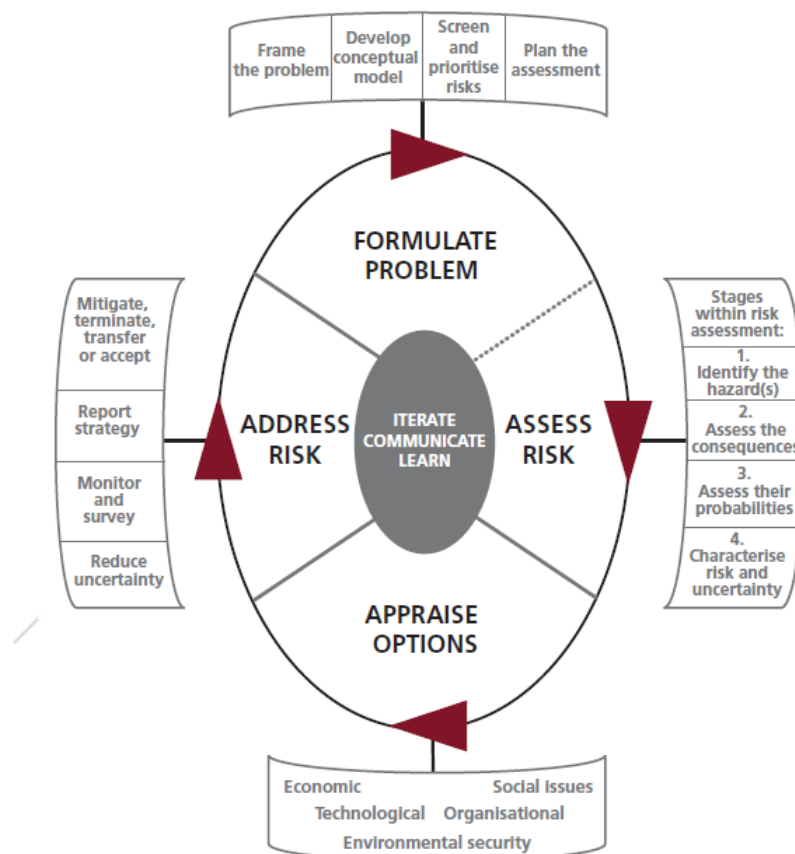 Frame
the problem
Develop
conceptual
model
Screen
and
prioritise
risks
Plan the
assessment
FORMULATE
PROBLEM
Mitigate,
terminate,
transfer
or accept
Report
strategy
Monitor
and
survey
Reduce
uncertainty
ADDRESS
RISK
ITERATE
COMMUNICATE
LEARN
ASSESS
RISK
Stages
within risk
assessment:
1.
Identify the
hazard(s)
2.
Assess the
consequences
3.
Assess their
probabilities
4.
Characterise
risk and
uncertainty
APPRAISE
OPTIONS
Economic Social issues
Technological Organisational
Environmental security